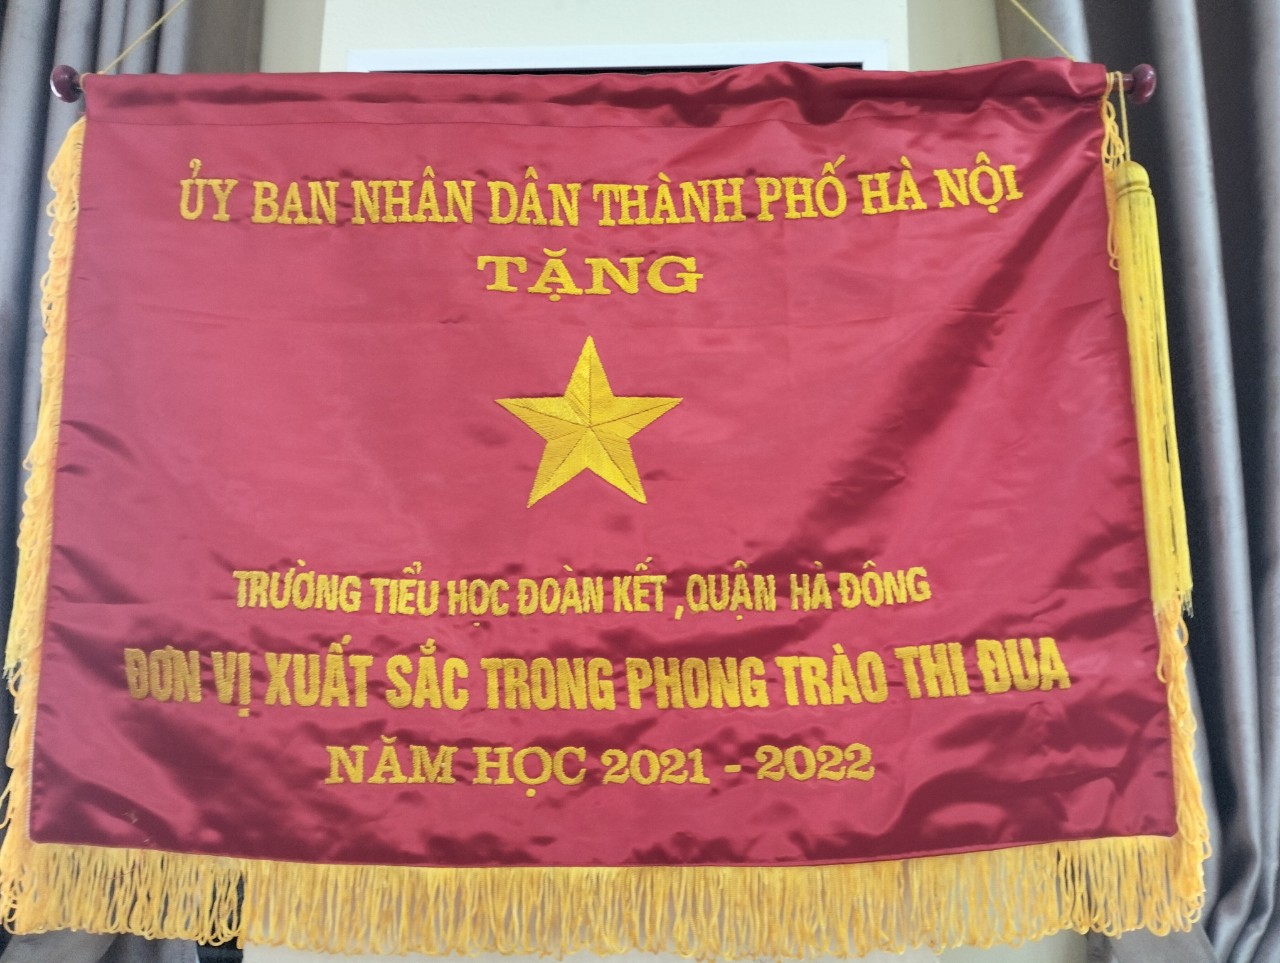 ỦY BAN NHÂN DÂN THÀNH PHỐ HÀ NỘI
TẶNG
TRƯỜNG TIỂU HỌC ĐOÀN KẾT, QUẬN HÀ ĐÔNG
ĐƠN VỊ XUẤT SẮC TRONG PHONG TRÀO THI ĐUA
NĂM HỌC 2021 - 2022